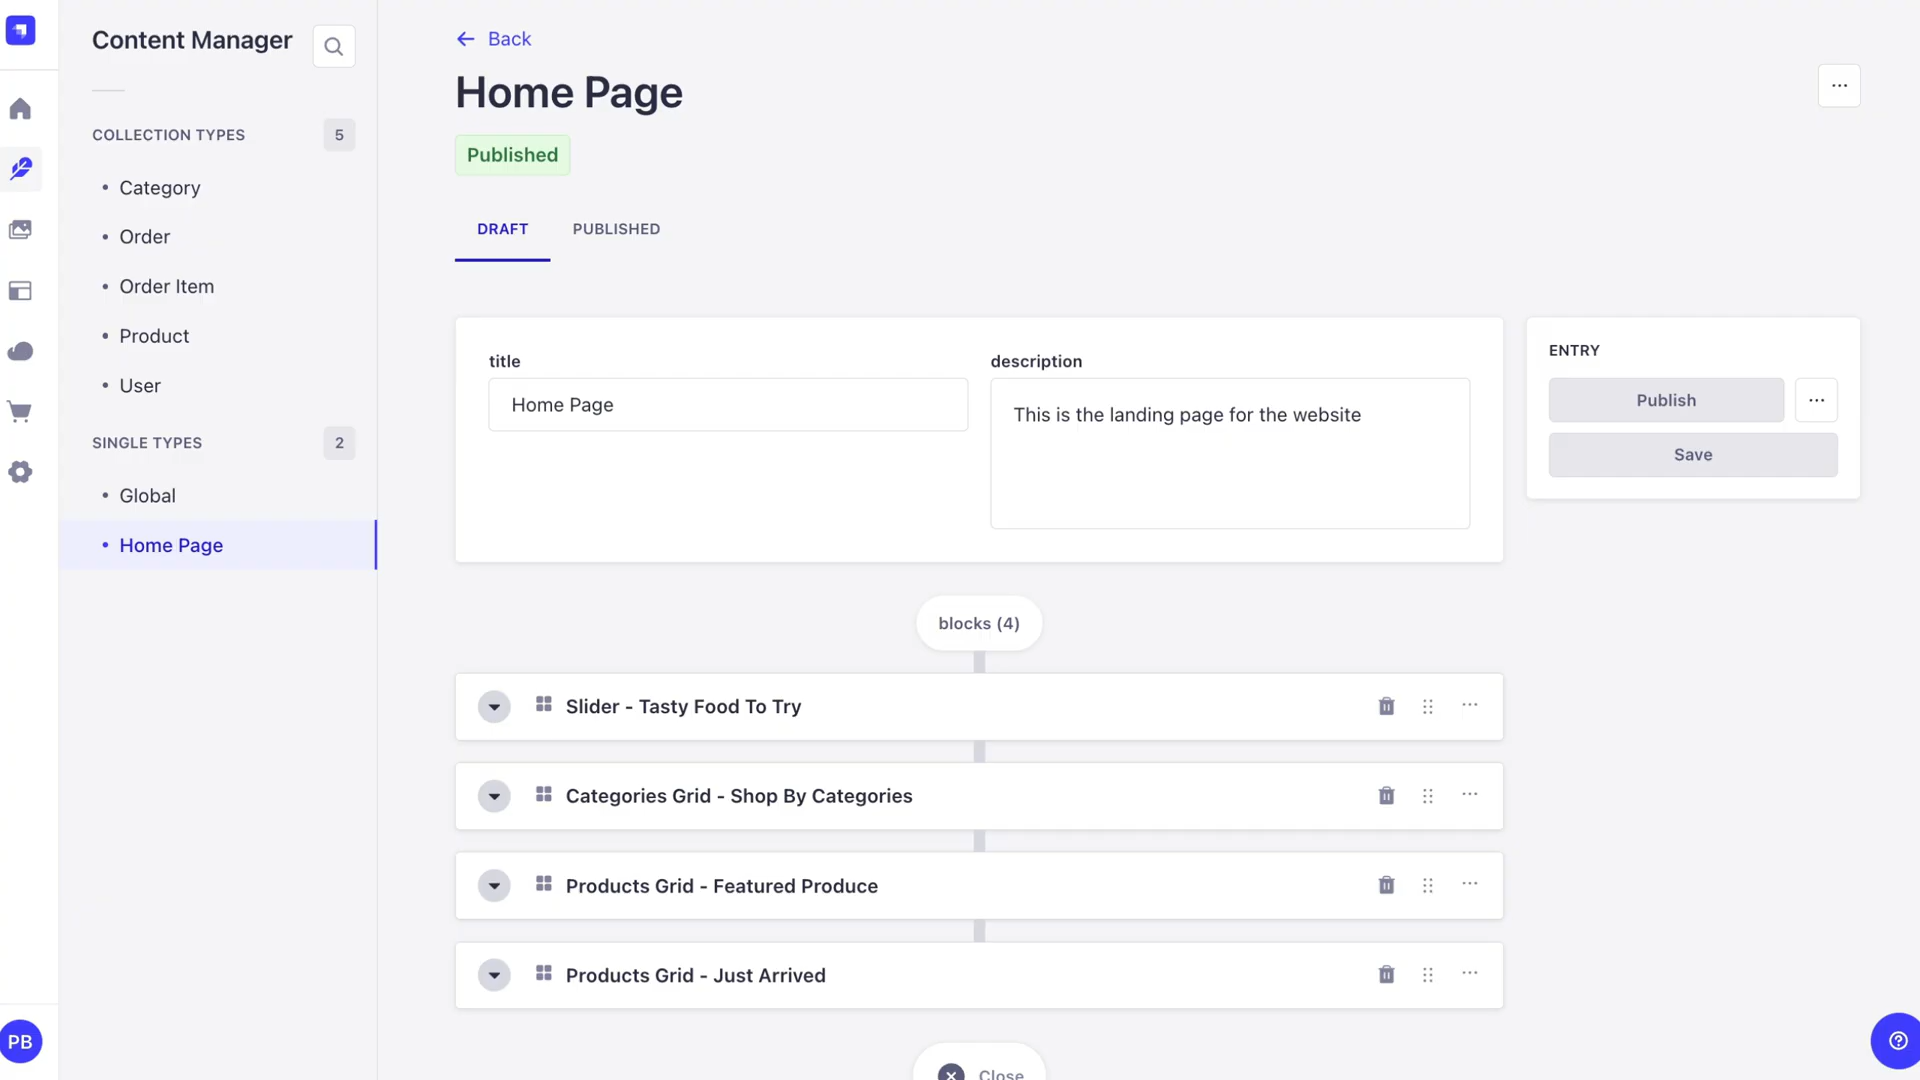 Content Manager
COLLECTION TYPES 5
Category
Order
Order Item
Product
User
SINGLE TYPES 2
Global
Home Page
PB
Back
Home Page
Published
DRAFT PUBLISHED
title
Home Page
description
This is the landing page for the website
ENTRY
Publish
Save
blocks (4)
Slider - Tasty Food To Try
Categories Grid - Shop By Categories
Products Grid - Featured Produce
Products Grid - Just Arrived
Close